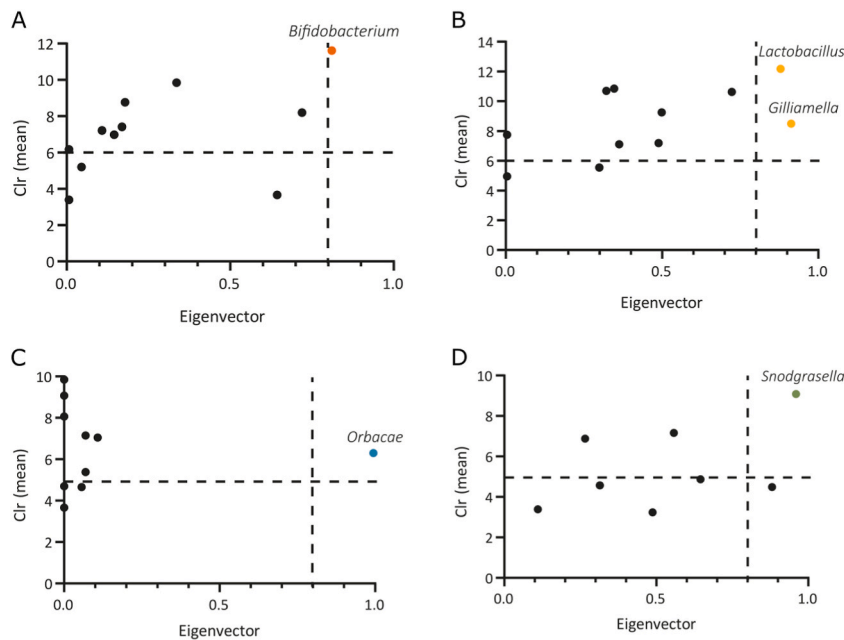 A
Bifidobacterium
12
10
8
6
4
2
0
Clr (mean)
0.0 0.5 1.0
Eigenvector
B
Lactobacillus
Gilliamella
14
12
10
8
6
4
2
0
Clr (mean)
0.0 0.5 1.0
Eigenvector
C
Orbacae
10
8
6
4
2
0
Clr (mean)
0.0 0.5 1.0
Eigenvector
D
Snodgrasella
10
8
6
4
2
0
Clr (mean)
0.0 0.5 1.0
Eigenvector